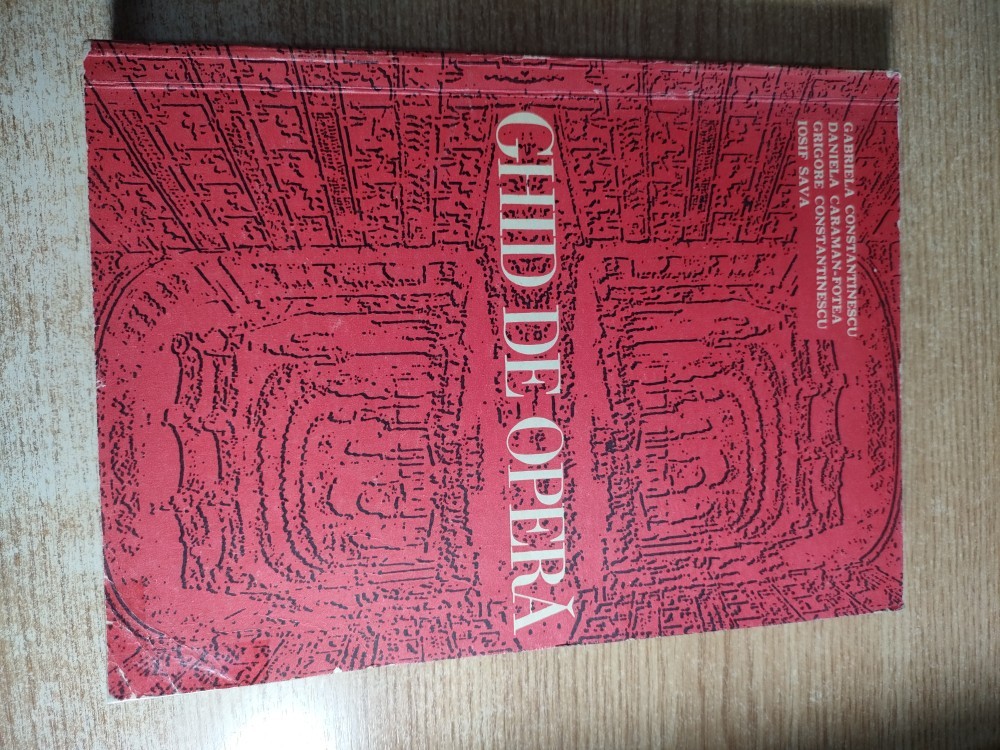 GABRIELA CONSTANTINESCU
DANIELA CARAMAN-FOTEA
GRIGORE CONSTANTINESCU
IOSIF SAVA
GHID DE OPERĂ